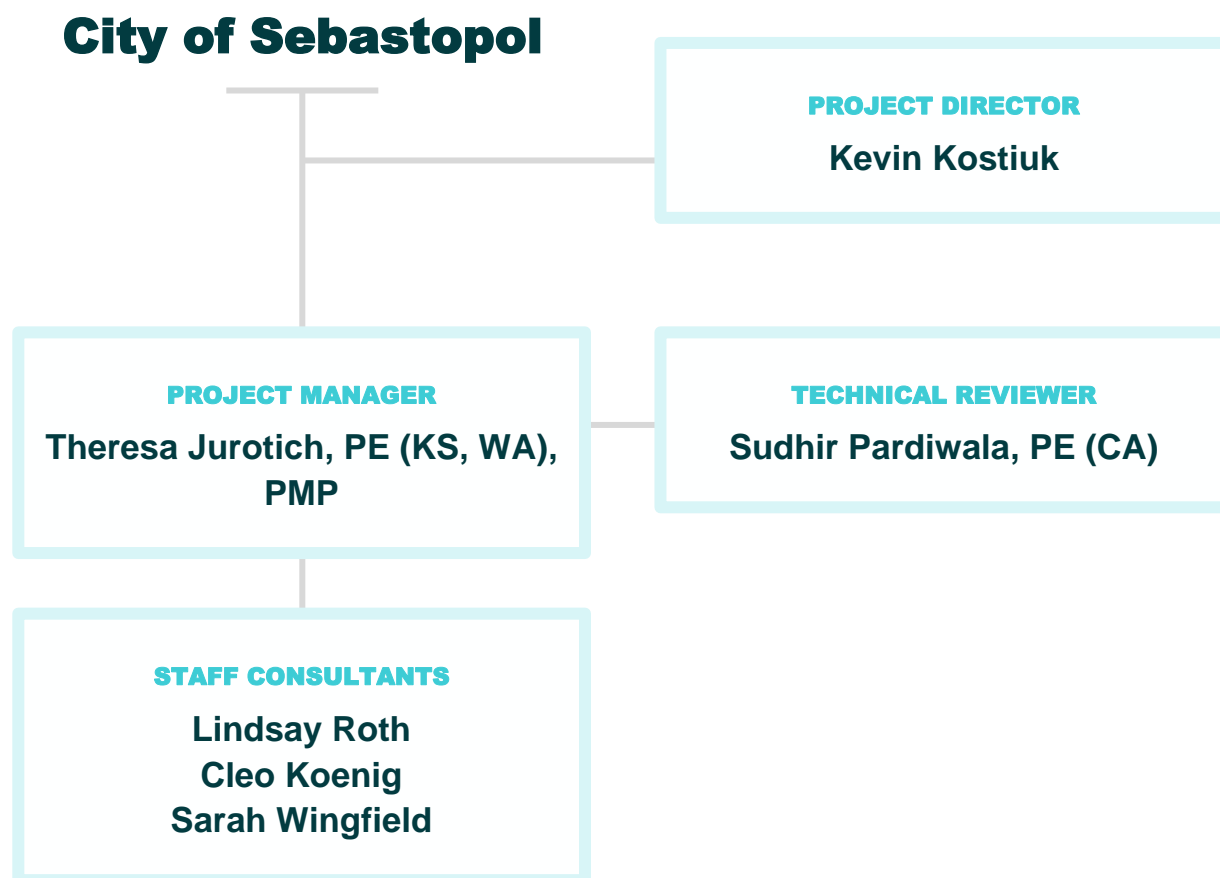 City of Sebastopol
PROJECT DIRECTOR
Kevin Kostiuk
PROJECT MANAGER
Theresa Jurotich, PE (KS, WA),
PMP
TECHNICAL REVIEWER
Sudhir Pardiwala, PE (CA)
STAFF CONSULTANTS
Lindsay Roth
Cleo Koenig
Sarah Wingfield